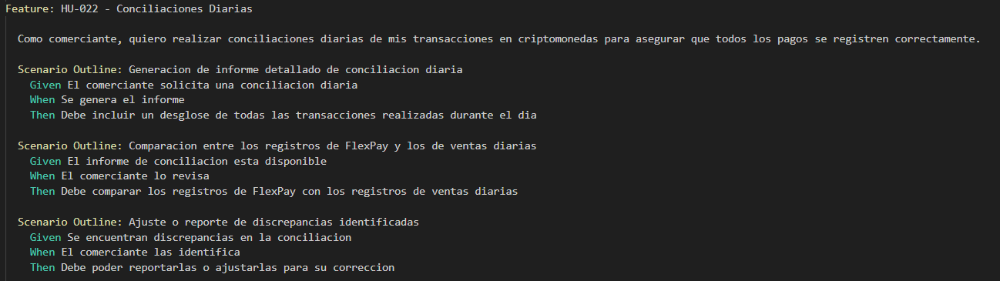 Feature: HU-022 - Conciliaciones Diarias
Como comerciante, quiero realizar conciliaciones diarias de mis transacciones en criptomonedas para asegurar que todos los pagos se registren correctamente.
Scenario Outline: Generacion de informe detallado de conciliacion diaria
Given El comerciante solicita una conciliacion diaria
When Se genera el informe
Then Debe incluir un desglose de todas las transacciones realizadas durante el dia
Scenario Outline: Comparacion entre los registros de FlexPay y los de ventas diarias
Given El informe de conciliacion esta disponible
When El comerciante lo revisa
Then Debe comparar los registros de FlexPay con los registros de ventas diarias
Scenario Outline: Ajuste o reporte de discrepancias identificadas
Given Se encuentran discrepancias en la conciliacion
When El comerciante las identifica
Then Debe poder reportarlas o ajustarlas para su correccion